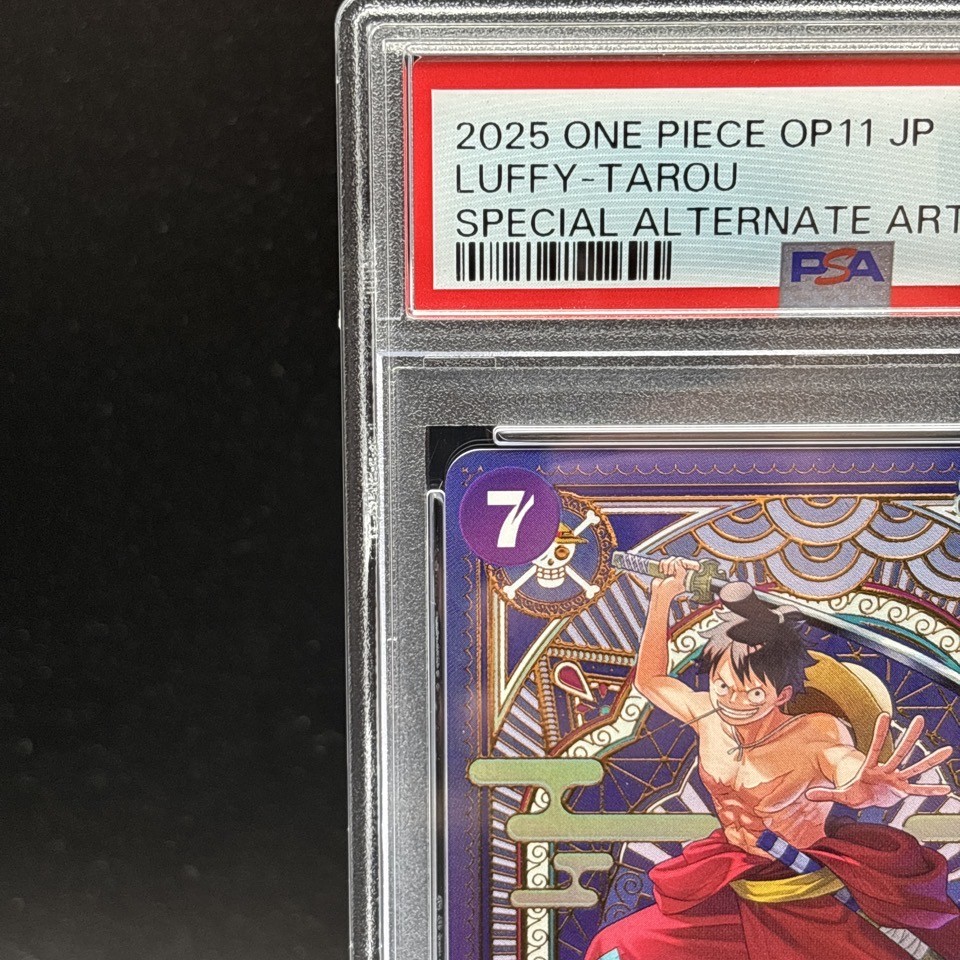 2025 ONE PIECE OP11 JP
LUFFY-TAROU
SPECIAL ALTERNATE ART
PSA
7